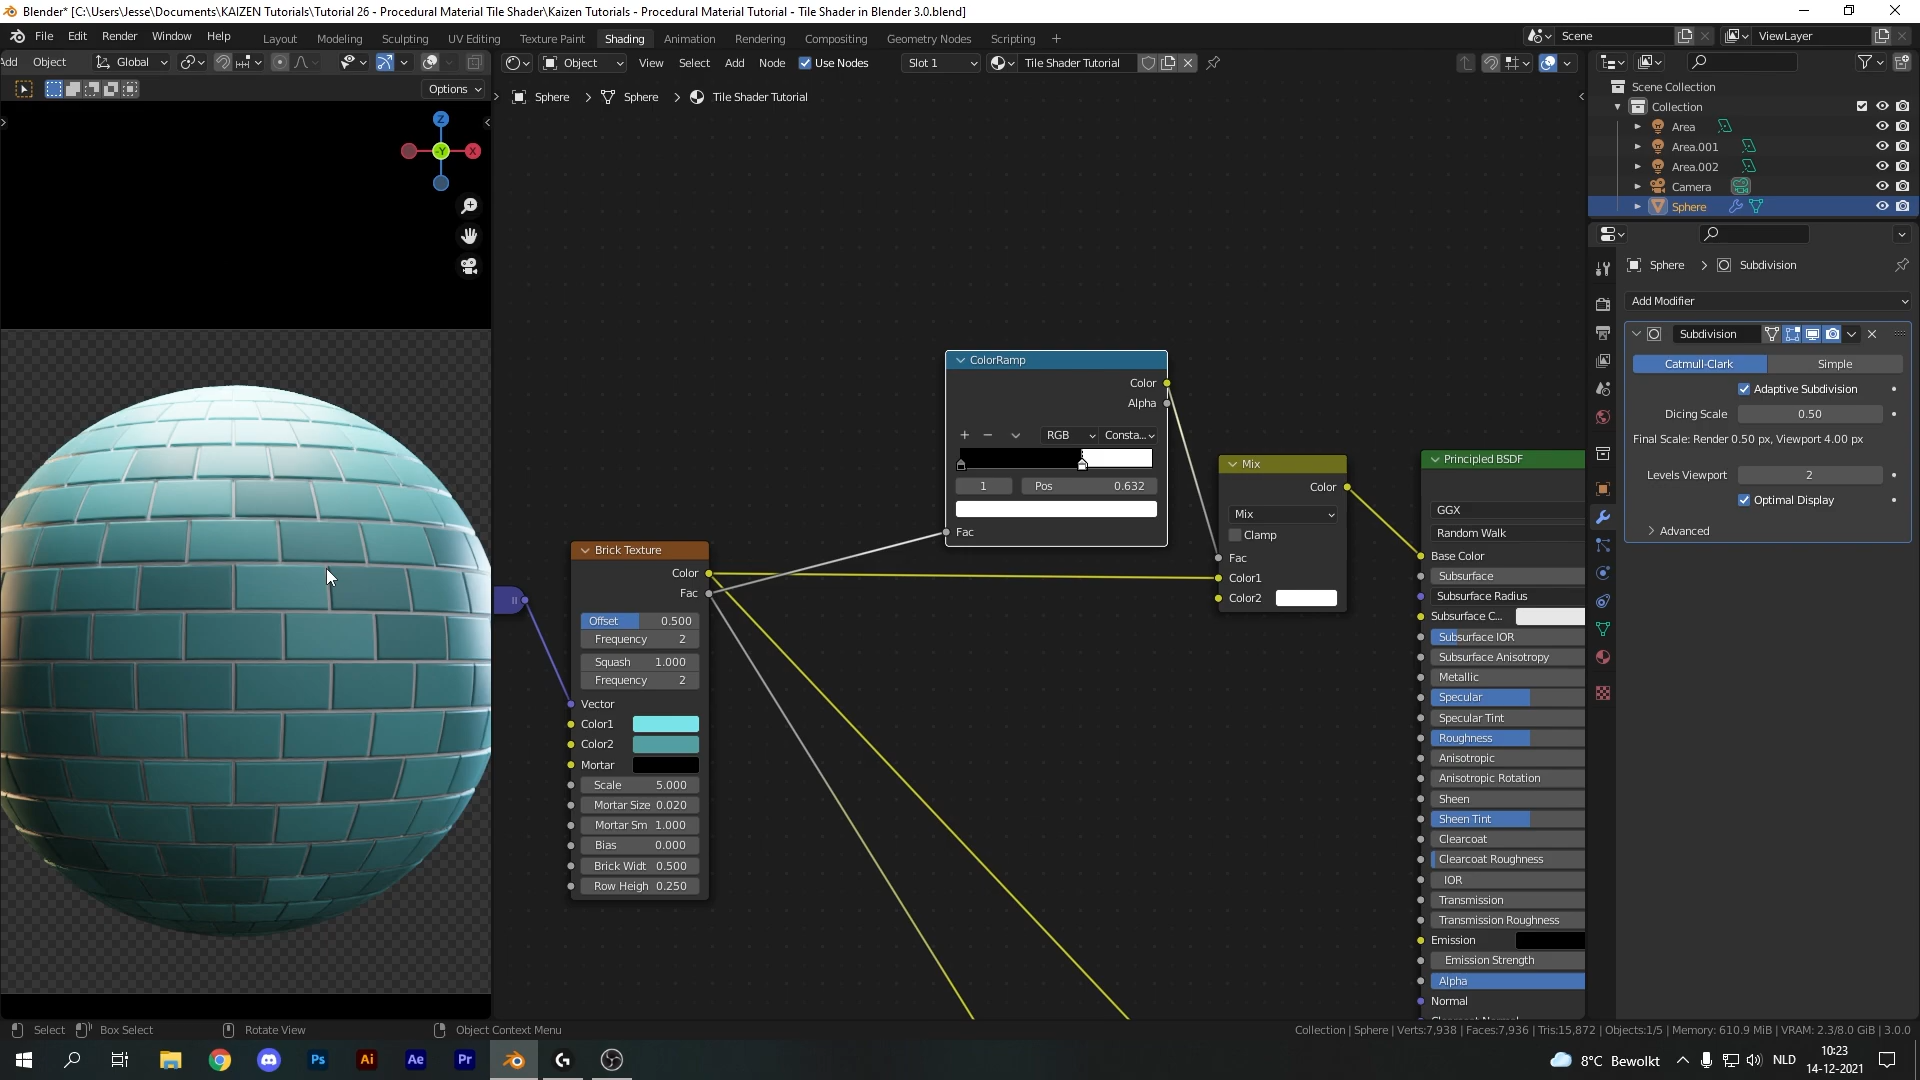 Blender* [C:\Users\Jesse\Documents\KAIZEN Tutorials\Tutorial 26 - Procedural Material Tile Shader\Kaizen Tutorials - Procedural Material Tutorial - Tile Shader in Blender 3.0.blend]
File Edit Render Window Help Layout Modeling Sculpting UV Editing Texture Paint Shading Animation Rendering Compositing Geometry Nodes Scripting + Scene ViewLayer
Add Object Global Object View Select Add Node Use Nodes Slot 1 Tile Shader Tutorial
Options
Sphere > Sphere > Tile Shader Tutorial
Z
X
-Y
Scene Collection
Collection
Area
Area.001
Area.002
Camera
Sphere
Sphere > Subdivision
Add Modifier
Subdivision
Catmull-Clark Simple
Adaptive Subdivision
Dicing Scale 0.50
Final Scale: Render 0.50 px, Viewport 4.00 px
Levels Viewport 2
Optimal Display
Advanced
ColorRamp
Color
Alpha
RGB Consta...
1 Pos 0.632
Fac
Brick Texture
Color
Fac
Offset 0.500
Frequency 2
Squash 1.000
Frequency 2
Vector
Color1
Color2
Mortar
Scale 5.000
Mortar Size 0.020
Mortar Sm 1.000
Bias 0.000
Brick Widt 0.500
Row Heigh 0.250
Mix
Color
Mix
Clamp
Fac
Color1
Color2
Principled BSDF
GGX
Random Walk
Base Color
Subsurface
Subsurface Radius
Subsurface C...
Subsurface IOR
Subsurface Anisotropy
Metallic
Specular
Specular Tint
Roughness
Anisotropic
Anisotropic Rotation
Sheen
Sheen Tint
Clearcoat
Clearcoat Roughness
IOR
Transmission
Transmission Roughness
Emission
Emission Strength
Alpha
Normal
Select Box Select Rotate View Object Context Menu
Collection | Sphere | Verts:7,938 | Faces:7,936 | Tris:15,872 | Objects:1/5 | Memory: 610.9 MiB | VRAM: 2.3/8.0 GiB | 3.0.0
Ps Ai Ae Pr 8°C Bewolkt NLD 10:23
14-12-2021